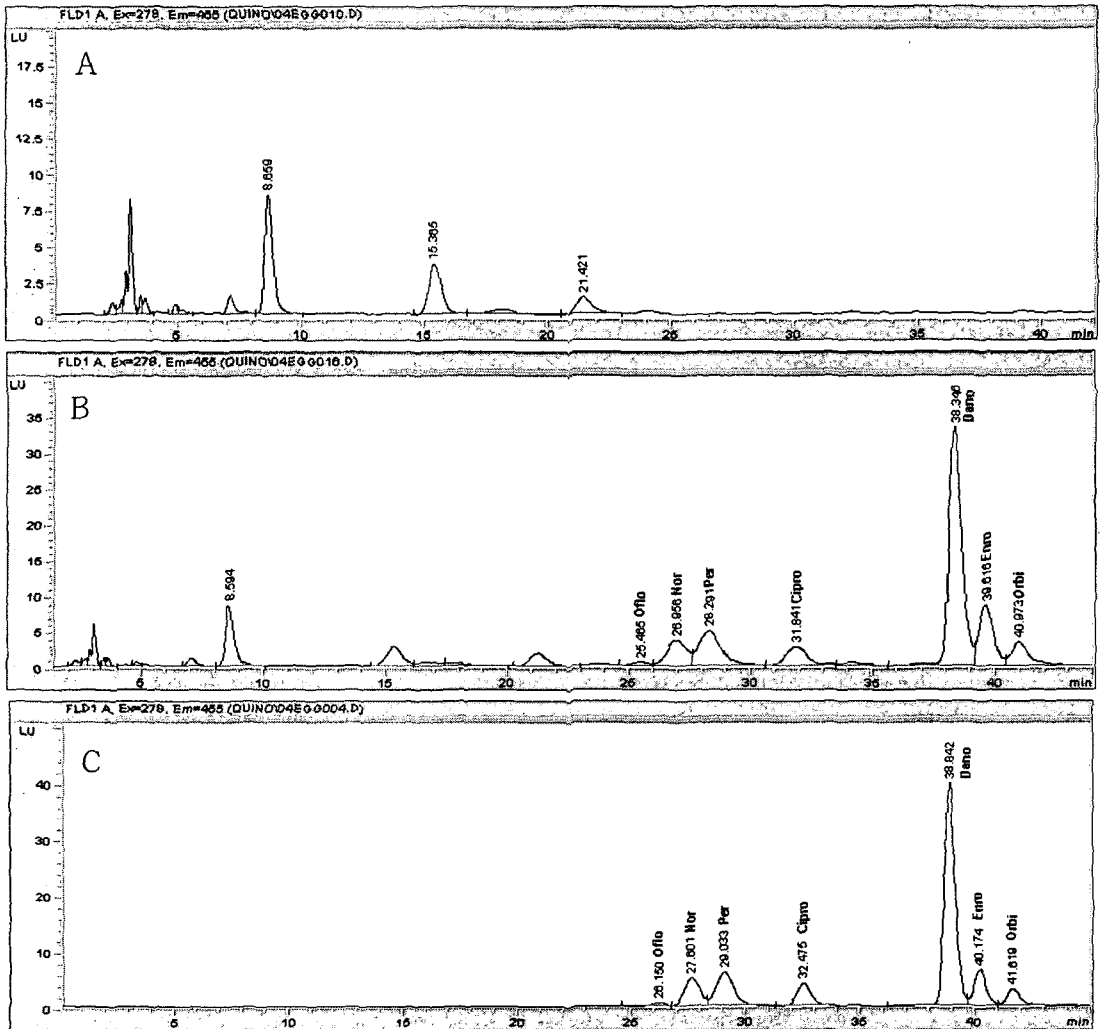 FLD1 A, Ex=278, Em=465 (QUINO\04EGG010.D)
LU
A
17.5
15
12.5
10
7.5
5
2.5
0
8.659
15.385
21.421
5 10 15 20 25 30 35 40 min
FLD1 A, Ex=278, Em=465 (QUINO\04EGG016.D)
LU
B
35
30
25
20
15
10
5
0
8.594
25.465 Oflo
26.956 Nor
28.291 Per
31.841 Cipro
38.346 Dano
39.616 Enro
40.973 Orbi
5 10 15 20 25 30 35 40 min
FLD1 A, Ex=278, Em=465 (QUINO\04EGG004.D)
LU
C
40
30
20
10
0
26.150 Oflo
27.601 Nor
29.033 Per
32.475 Cipro
38.842 Dano
40.174 Enro
41.619 Orbi
5 10 15 20 25 30 35 40 min